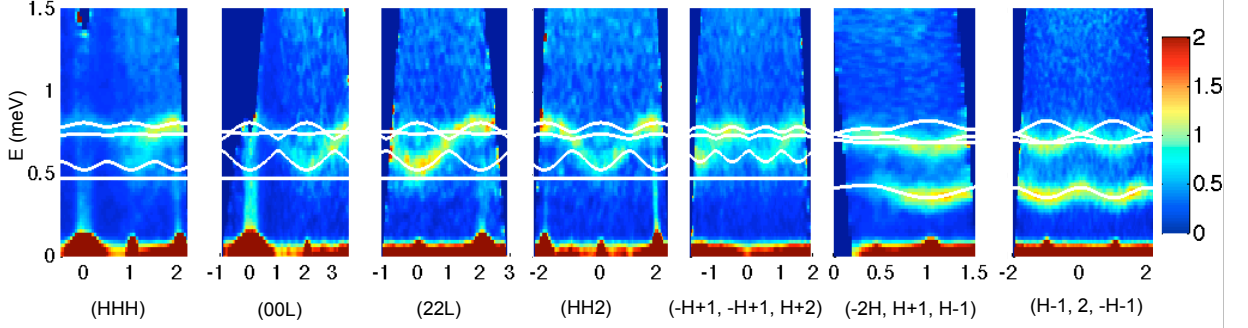 1.5
1
0.5
0
E (meV)
0 1 2
-1 0 1 2 3
-1 0 1 2 3
-2 0 2
-2 0 2
0 0.5 1 1.5
-2 0 2
(HHH)
(00L)
(22L)
(HH2)
(-H+1, -H+1, H+2)
(-2H, H+1, H-1)
(H-1, 2, -H-1)
2
1.5
1
0.5
0